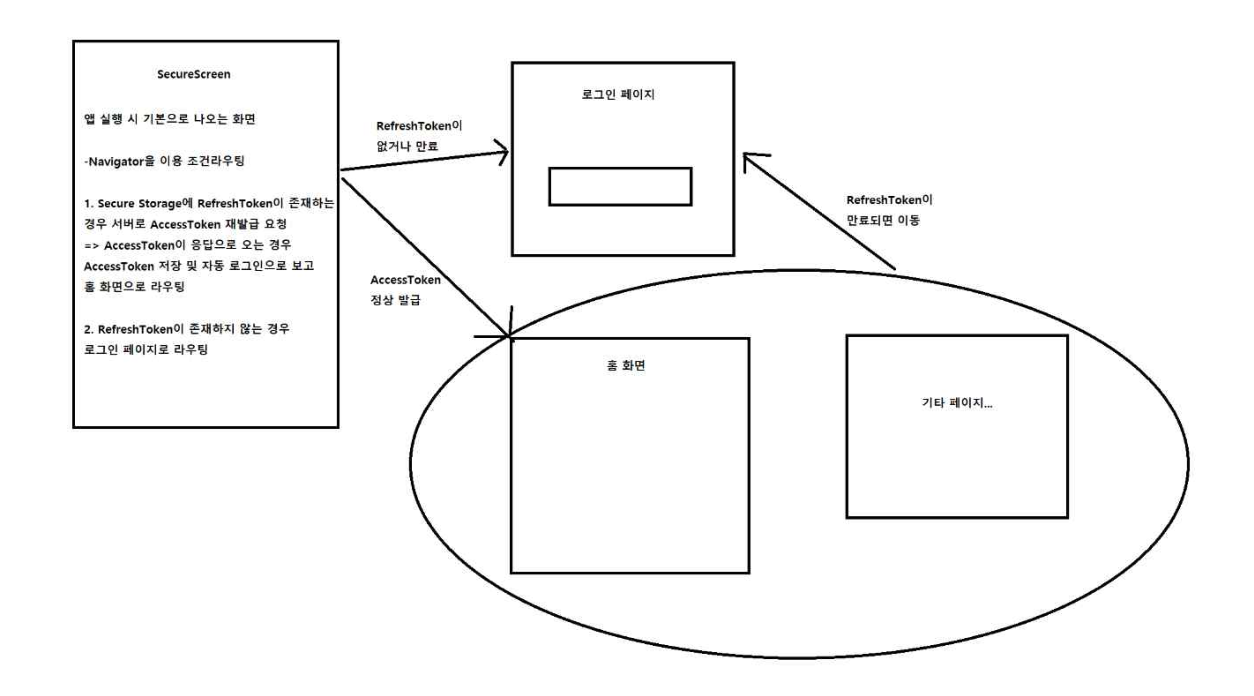 SecureScreen
앱 실행 시 기본으로 나오는 화면
-Navigator을 이용 조건라우팅
1. Secure Storage에 RefreshToken이 존재하는
경우 서버로 AccessToken 재발급 요청
=> AccessToken이 응답으로 오는 경우
AccessToken 저장 및 자동 로그인으로 보고
홈 화면으로 라우팅
2. RefreshToken이 존재하지 않는 경우
로그인 페이지로 라우팅
RefreshToken이
없거나 만료
로그인 페이지
RefreshToken이
만료되면 이동
AccessToken
정상 발급
홈 화면
기타 페이지...